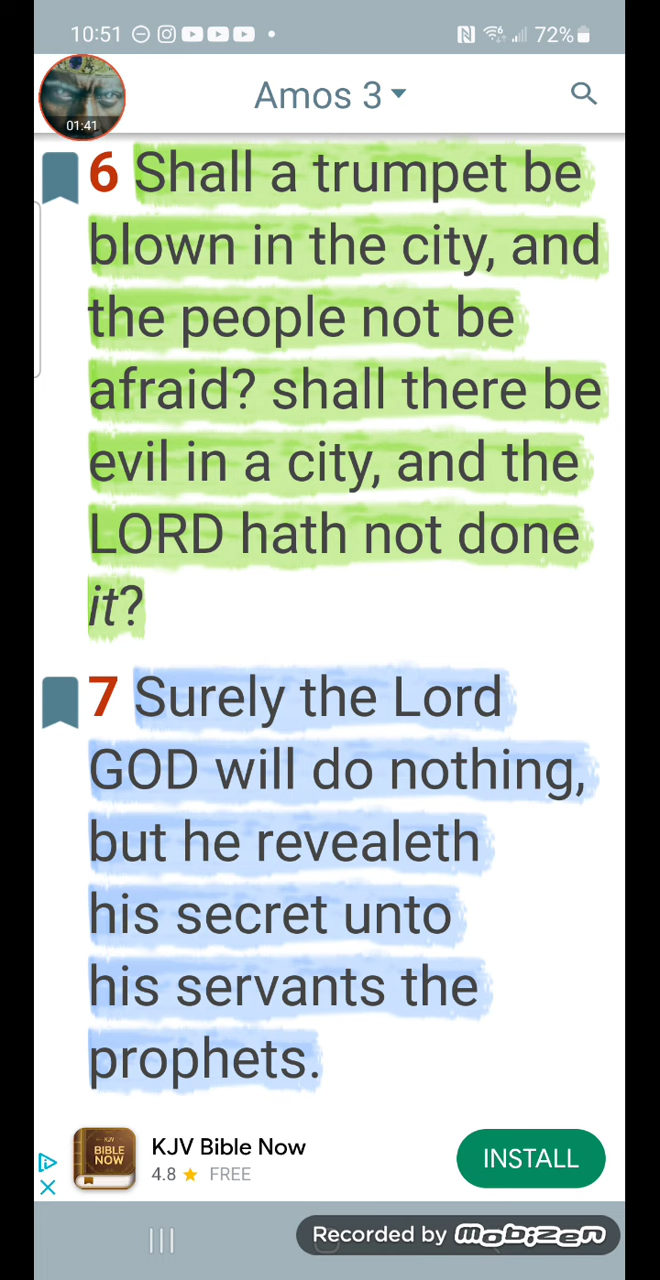 10:51 72%
01:41
Amos 3
6 Shall a trumpet be
blown in the city, and
the people not be
afraid? shall there be
evil in a city, and the
LORD hath not done
it?
7 Surely the Lord
GOD will do nothing,
but he revealeth
his secret unto
his servants the
prophets.
KJV
BIBLE
NOW
KJV Bible Now
4.8 ★ FREE
INSTALL
Recorded by mobizen